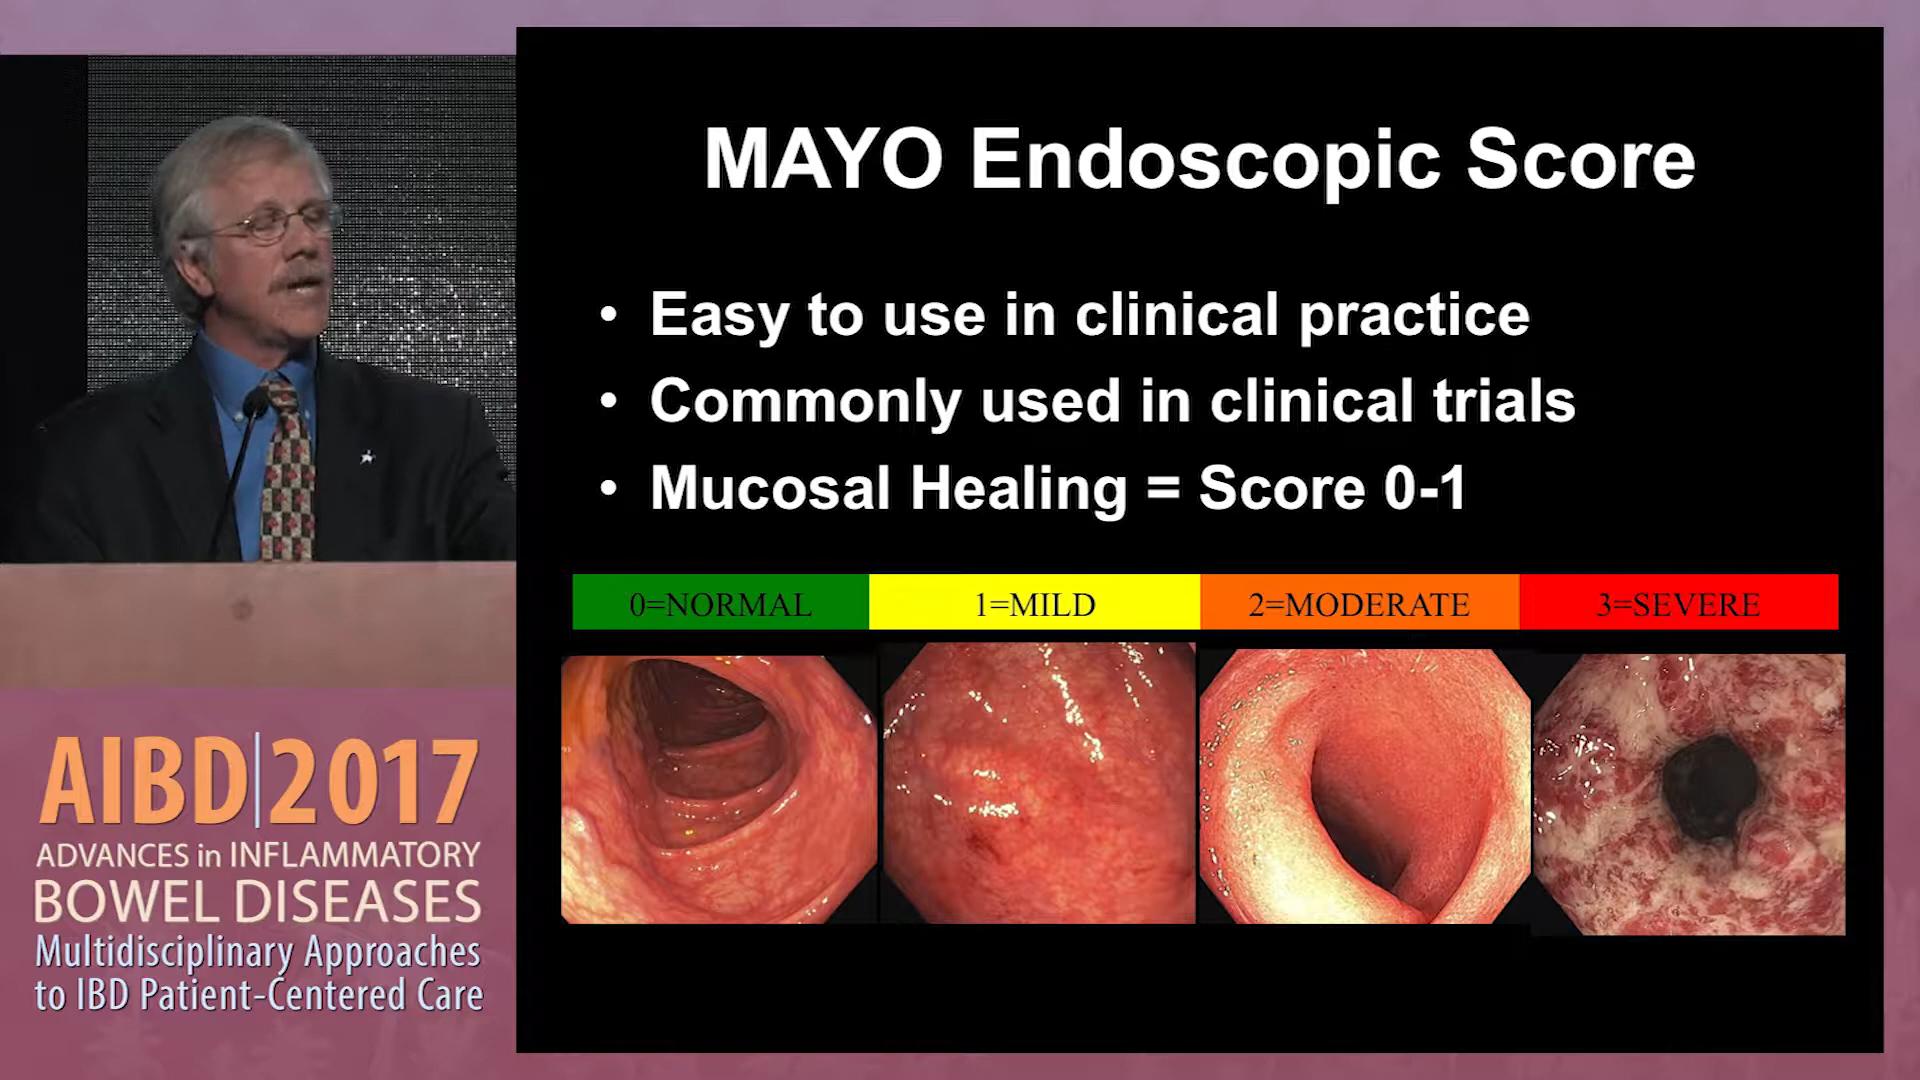 MAYO Endoscopic Score
• Easy to use in clinical practice
• Commonly used in clinical trials
• Mucosal Healing = Score 0-1
0=NORMAL 1=MILD 2=MODERATE 3=SEVERE
AIBD|2017
ADVANCES in INFLAMMATORY
BOWEL DISEASES
Multidisciplinary Approaches
to IBD Patient-Centered Care